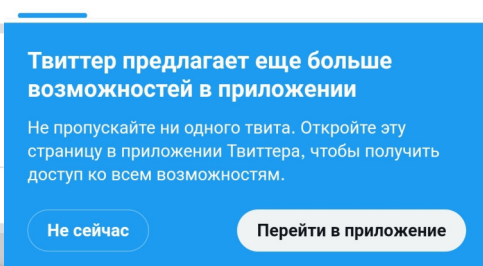 Твиттер предлагает еще больше
возможностей в приложении
Не пропускайте ни одного твита. Откройте эту
страницу в приложении Твиттера, чтобы получить
доступ ко всем возможностям.
Не сейчас
Перейти в приложение